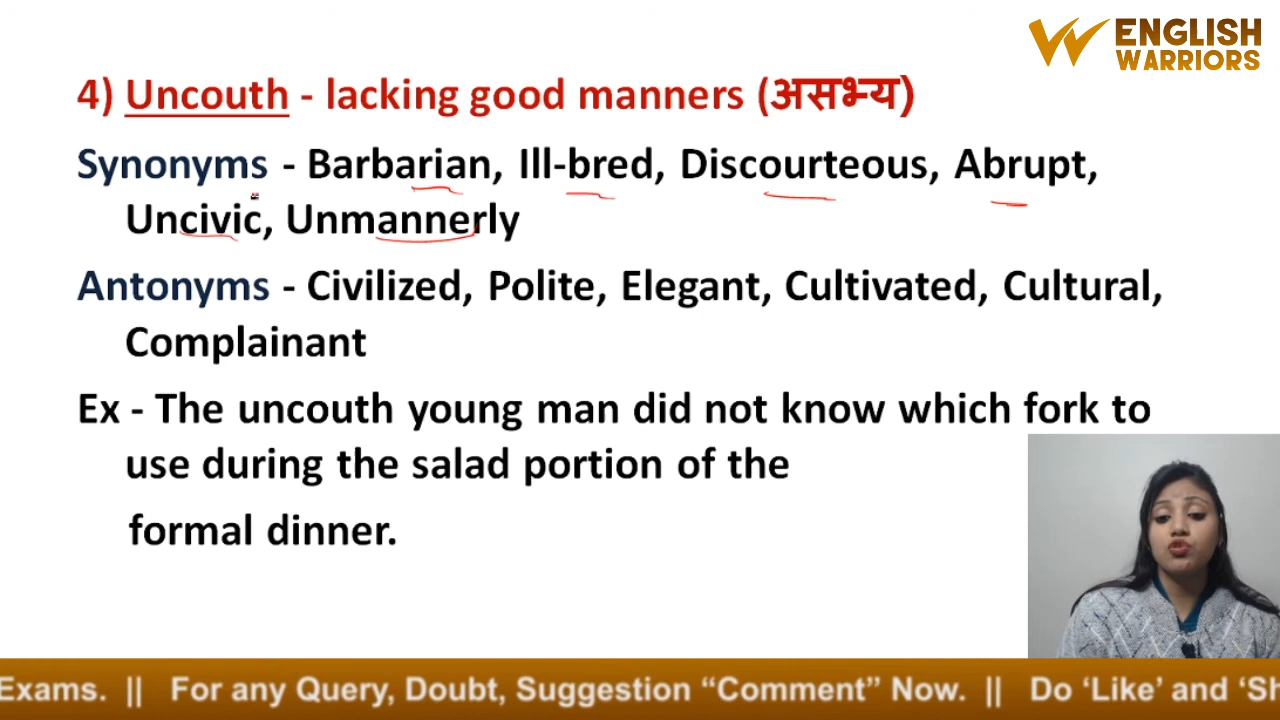 ENGLISH
WARRIORS
4) Uncouth - lacking good manners (असभ्य)
Synonyms - Barbarian, Ill-bred, Discourteous, Abrupt,
Uncivic, Unmannerly
Antonyms - Civilized, Polite, Elegant, Cultivated, Cultural,
Complainant
Ex - The uncouth young man did not know which fork to
use during the salad portion of the
formal dinner.
Exams. || For any Query, Doubt, Suggestion “Comment” Now. || Do ‘Like’ and ‘Sh